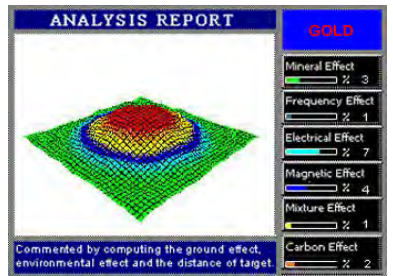 ANALYSIS REPORT
GOLD
Mineral Effect
% 3
Frequency Effect
% 1
Electrical Effect
% 7
Magnetic Effect
% 4
Mixture Effect
% 1
Carbon Effect
% 2
Commented by computing the ground effect,
environmental effect and the distance of target.